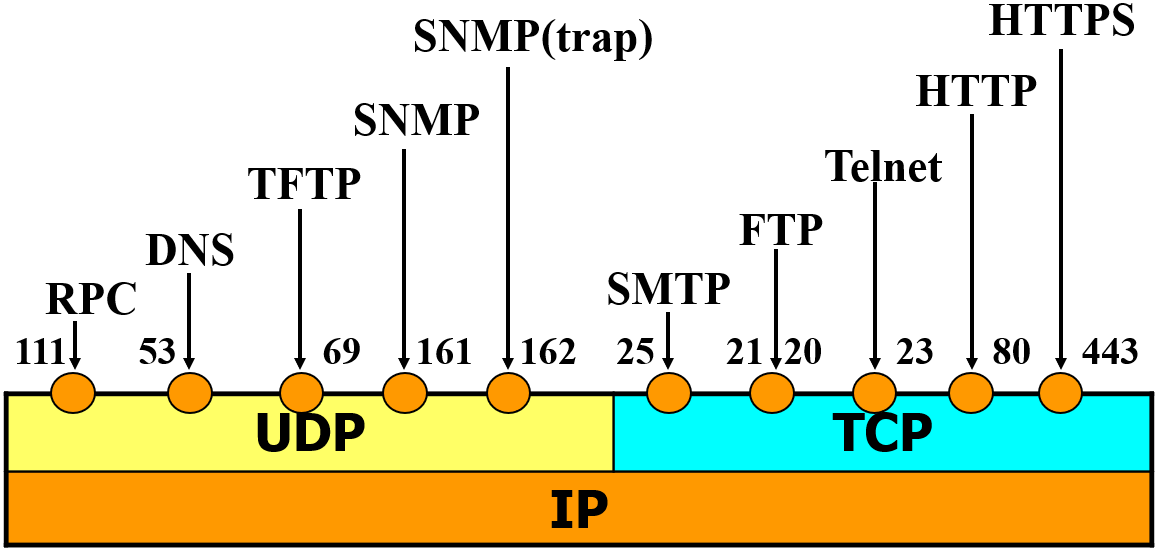 HTTPS
SNMP(trap)
HTTP
SNMP
Telnet
TFTP
FTP
DNS
SMTP
RPC
111 53 69 161 162 25 21 20 23 80 443
UDP TCP
IP